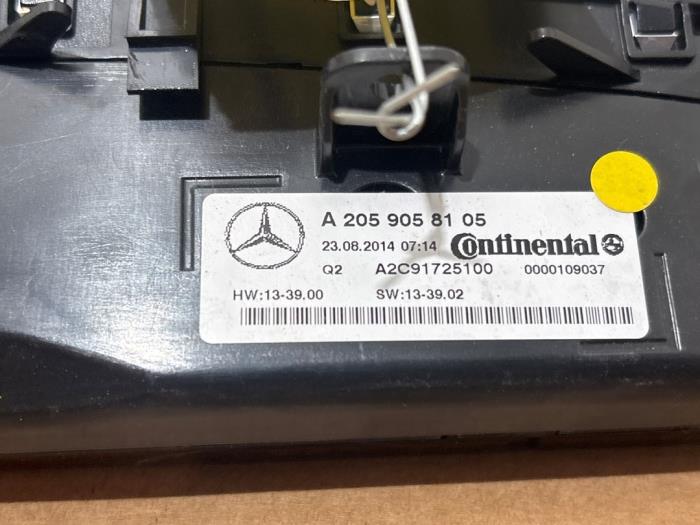 A 205 905 81 05
23.08.2014 07:14 Continental
Q2 A2C91725100 0000109037
HW:13-39.00 SW:13-39.02